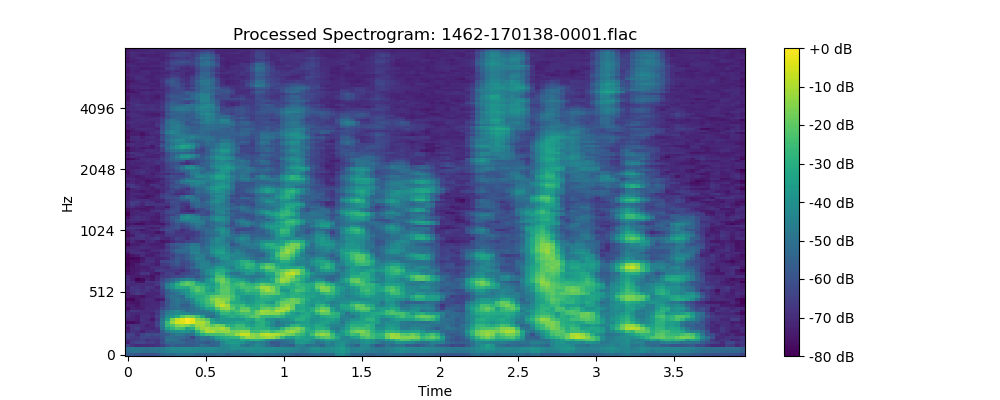 Processed Spectrogram: 1462-170138-0001.flac
Hz
4096
2048
1024
512
0
0 0.5 1 1.5 2 2.5 3 3.5
Time
+0 dB
-10 dB
-20 dB
-30 dB
-40 dB
-50 dB
-60 dB
-70 dB
-80 dB